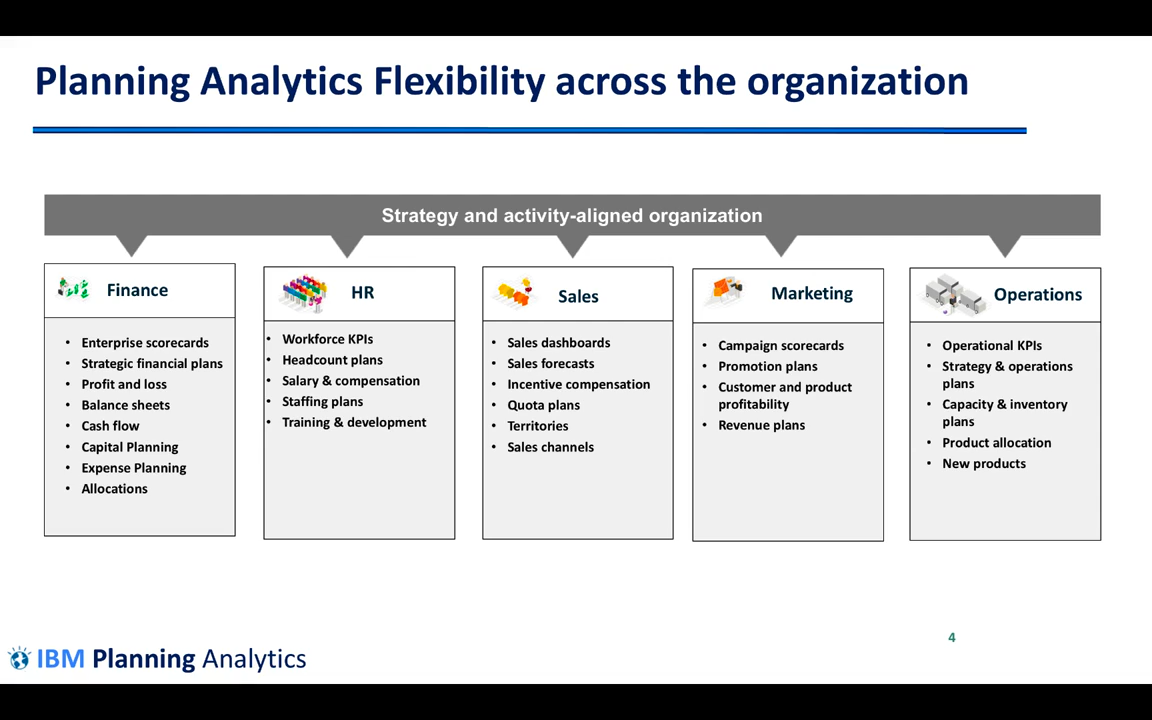 Planning Analytics Flexibility across the organization
Strategy and activity-aligned organization
Finance
• Enterprise scorecards
• Strategic financial plans
• Profit and loss
• Balance sheets
• Cash flow
• Capital Planning
• Expense Planning
• Allocations
HR
• Workforce KPIs
• Headcount plans
• Salary & compensation
• Staffing plans
• Training & development
Sales
• Sales dashboards
• Sales forecasts
• Incentive compensation
• Quota plans
• Territories
• Sales channels
Marketing
• Campaign scorecards
• Promotion plans
• Customer and product
profitability
• Revenue plans
Operations
• Operational KPIs
• Strategy & operations
plans
• Capacity & inventory
plans
• Product allocation
• New products
4
IBM Planning Analytics